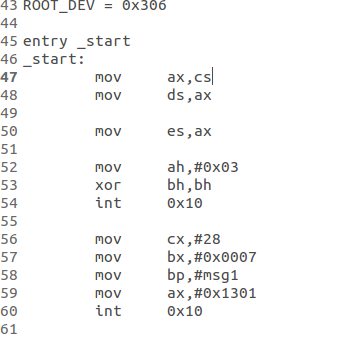 43 ROOT_DEV = 0x306
44
45 entry _start
46 _start:
47         mov     ax,cs
48         mov     ds,ax
49
50         mov     es,ax
51
52         mov     ah,#0x03
53         xor     bh,bh
54         int     0x10
55
56         mov     cx,#28
57         mov     bx,#0x0007
58         mov     bp,#msg1
59         mov     ax,#0x1301
60         int     0x10
61